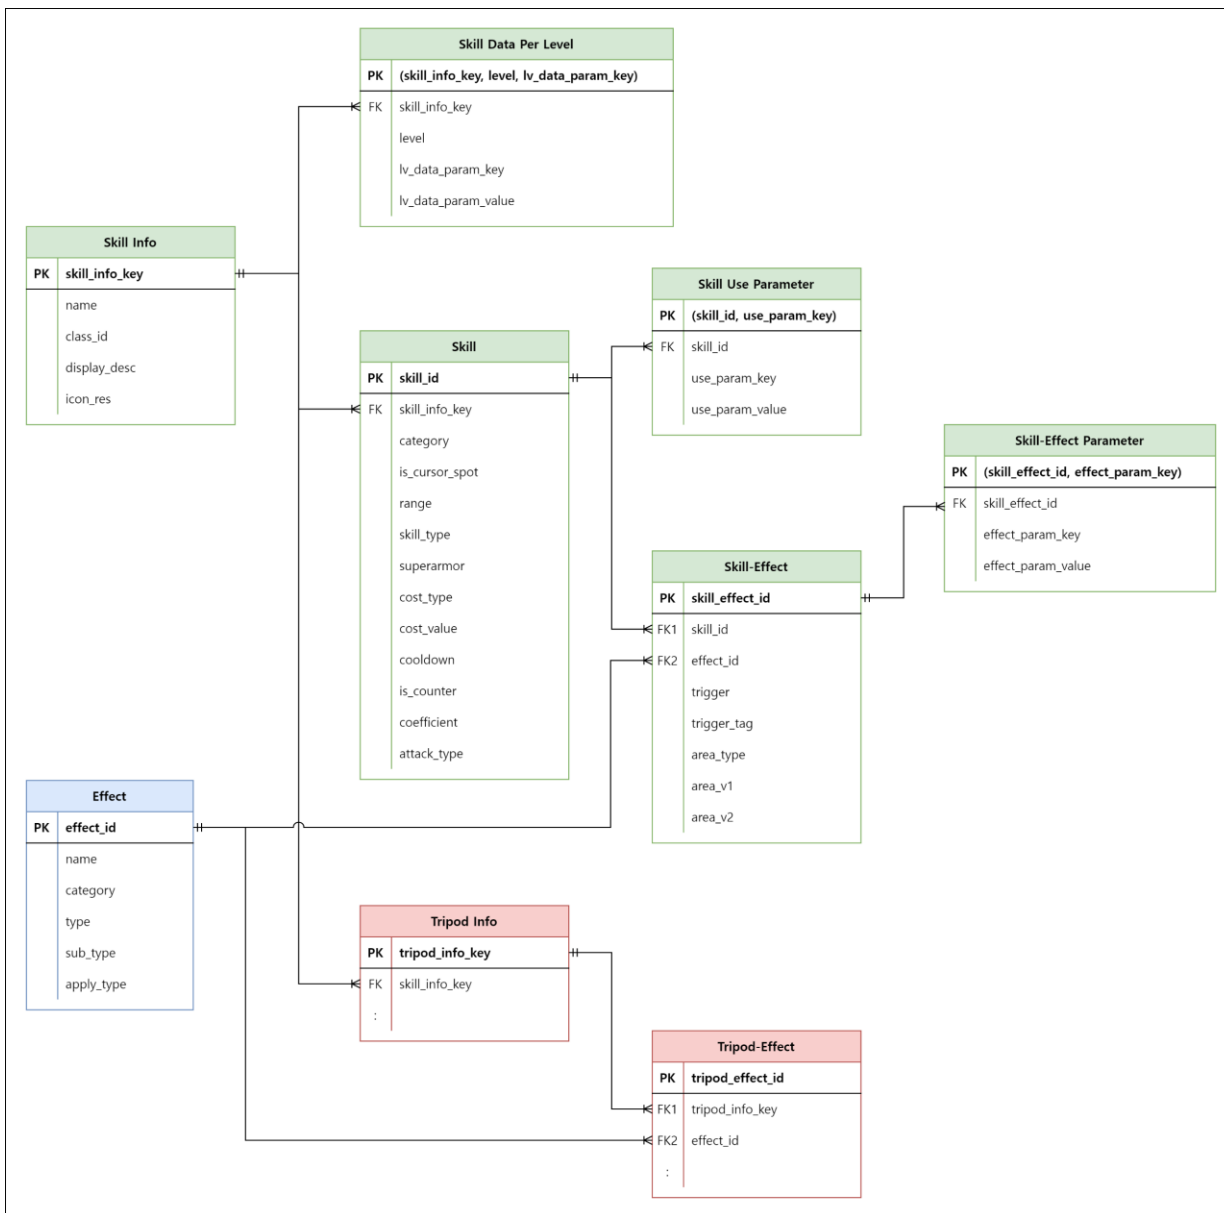 Skill Data Per Level
PK (skill_info_key, level, lv_data_param_key)
FK skill_info_key
level
lv_data_param_key
lv_data_param_value
Skill Info
PK skill_info_key
name
class_id
display_desc
icon_res
Skill
PK skill_id
FK skill_info_key
category
is_cursor_spot
range
skill_type
superarmor
cost_type
cost_value
cooldown
is_counter
coefficient
attack_type
Skill Use Parameter
PK (skill_id, use_param_key)
FK skill_id
use_param_key
use_param_value
Skill-Effect Parameter
PK (skill_effect_id, effect_param_key)
FK skill_effect_id
effect_param_key
effect_param_value
Skill-Effect
PK skill_effect_id
FK1 skill_id
FK2 effect_id
trigger
trigger_tag
area_type
area_v1
area_v2
Effect
PK effect_id
name
category
type
sub_type
apply_type
Tripod Info
PK tripod_info_key
FK skill_info_key
:
Tripod-Effect
PK tripod_effect_id
FK1 tripod_info_key
FK2 effect_id
: